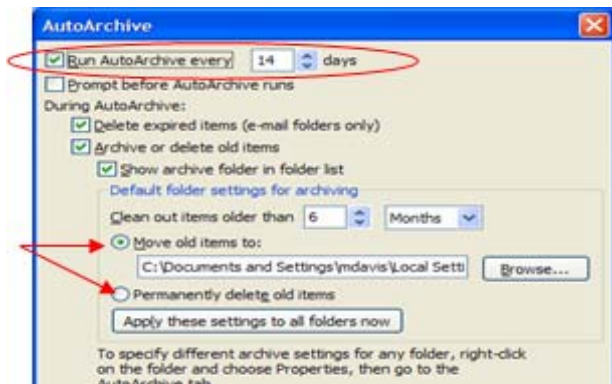 AutoArchive
Run AutoArchive every 14 days
Prompt before AutoArchive runs
During AutoArchive:
Delete expired items (e-mail folders only)
Archive or delete old items
Show archive folder in folder list
Default folder settings for archiving
Clean out items older than 6 Months
Move old items to:
C:\Documents and Settings\mdavis\Local Setti Browse...
Permanently delete old items
Apply these settings to all folders now
To specify different archive settings for any folder, right-click
on the folder and choose Properties, then go to the
AutoArchive tab